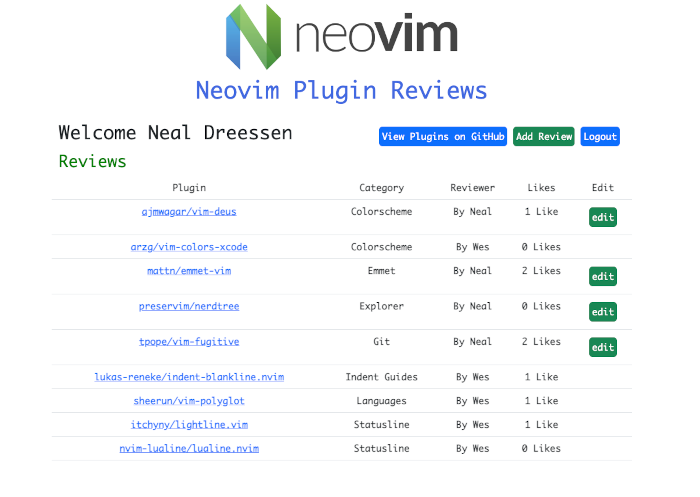 neovim
Neovim Plugin Reviews
Welcome Neal Dreessen
View Plugins on GitHub Add Review Logout
Reviews
Plugin Category Reviewer Likes Edit
ajmwagar/vim-deus Colorscheme By Neal 1 Like edit
arzg/vim-colors-xcode Colorscheme By Wes 0 Likes
mattn/emmet-vim Emmet By Neal 2 Likes edit
preservim/nerdtree Explorer By Neal 0 Likes edit
tpope/vim-fugitive Git By Neal 2 Likes edit
lukas-reneke/indent-blankline.nvim Indent Guides By Wes 1 Like
sheerun/vim-polyglot Languages By Wes 1 Like
itchyny/lightline.vim Statusline By Wes 1 Like
nvim-lualine/lualine.nvim Statusline By Wes 0 Likes